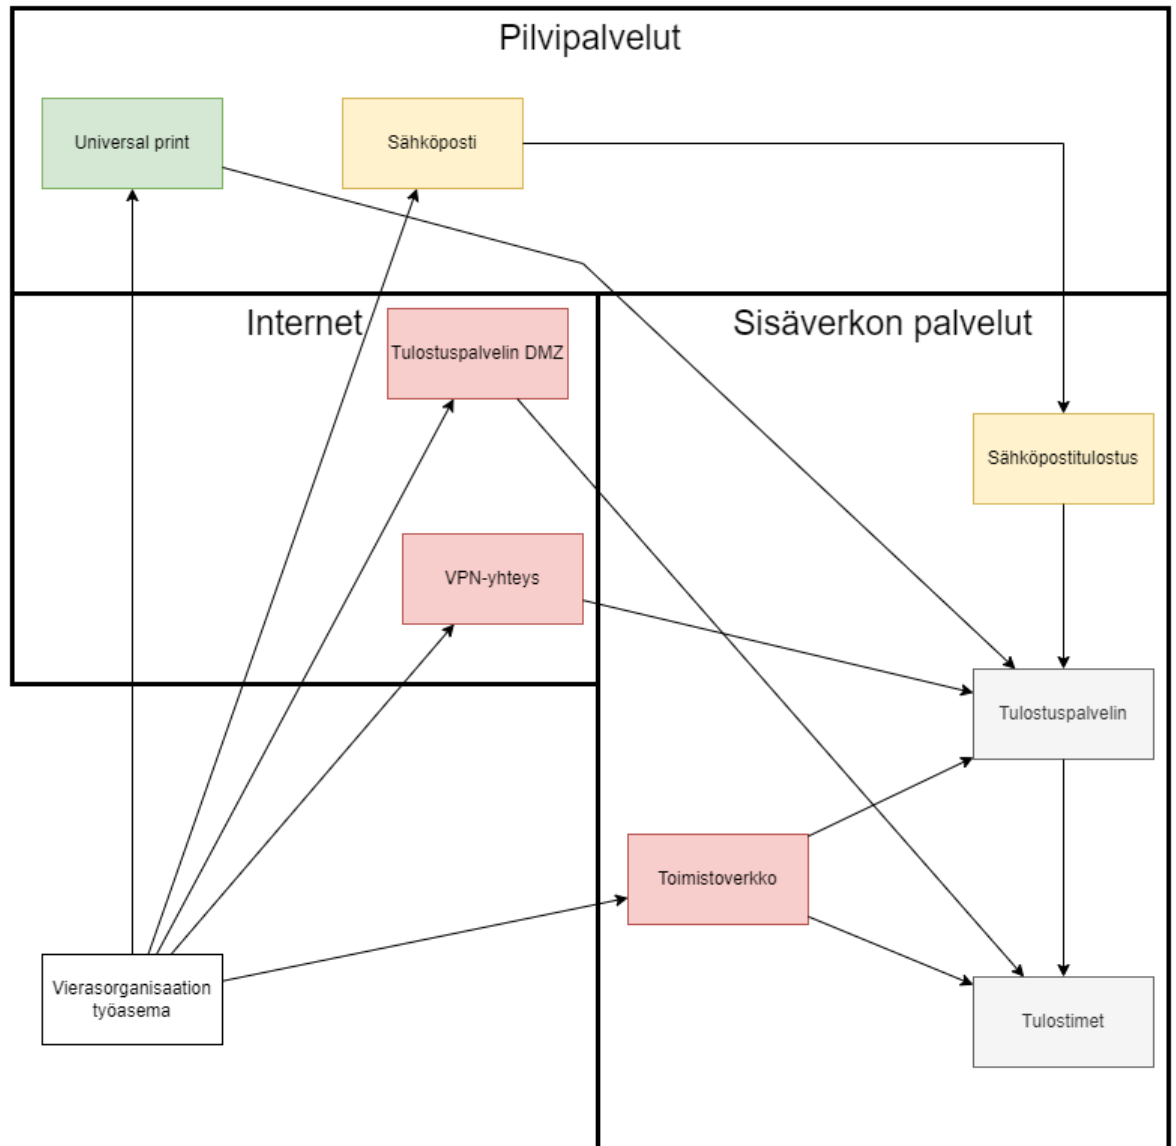 Pilvipalvelut
Universal print
Sähköposti
Internet
Sisäverkon palvelut
Tulostuspalvelin DMZ
Sähköpostitulostus
VPN-yhteys
Tulostuspalvelin
Toimistoverkko
Vierasorganisaation
työasema
Tulostimet